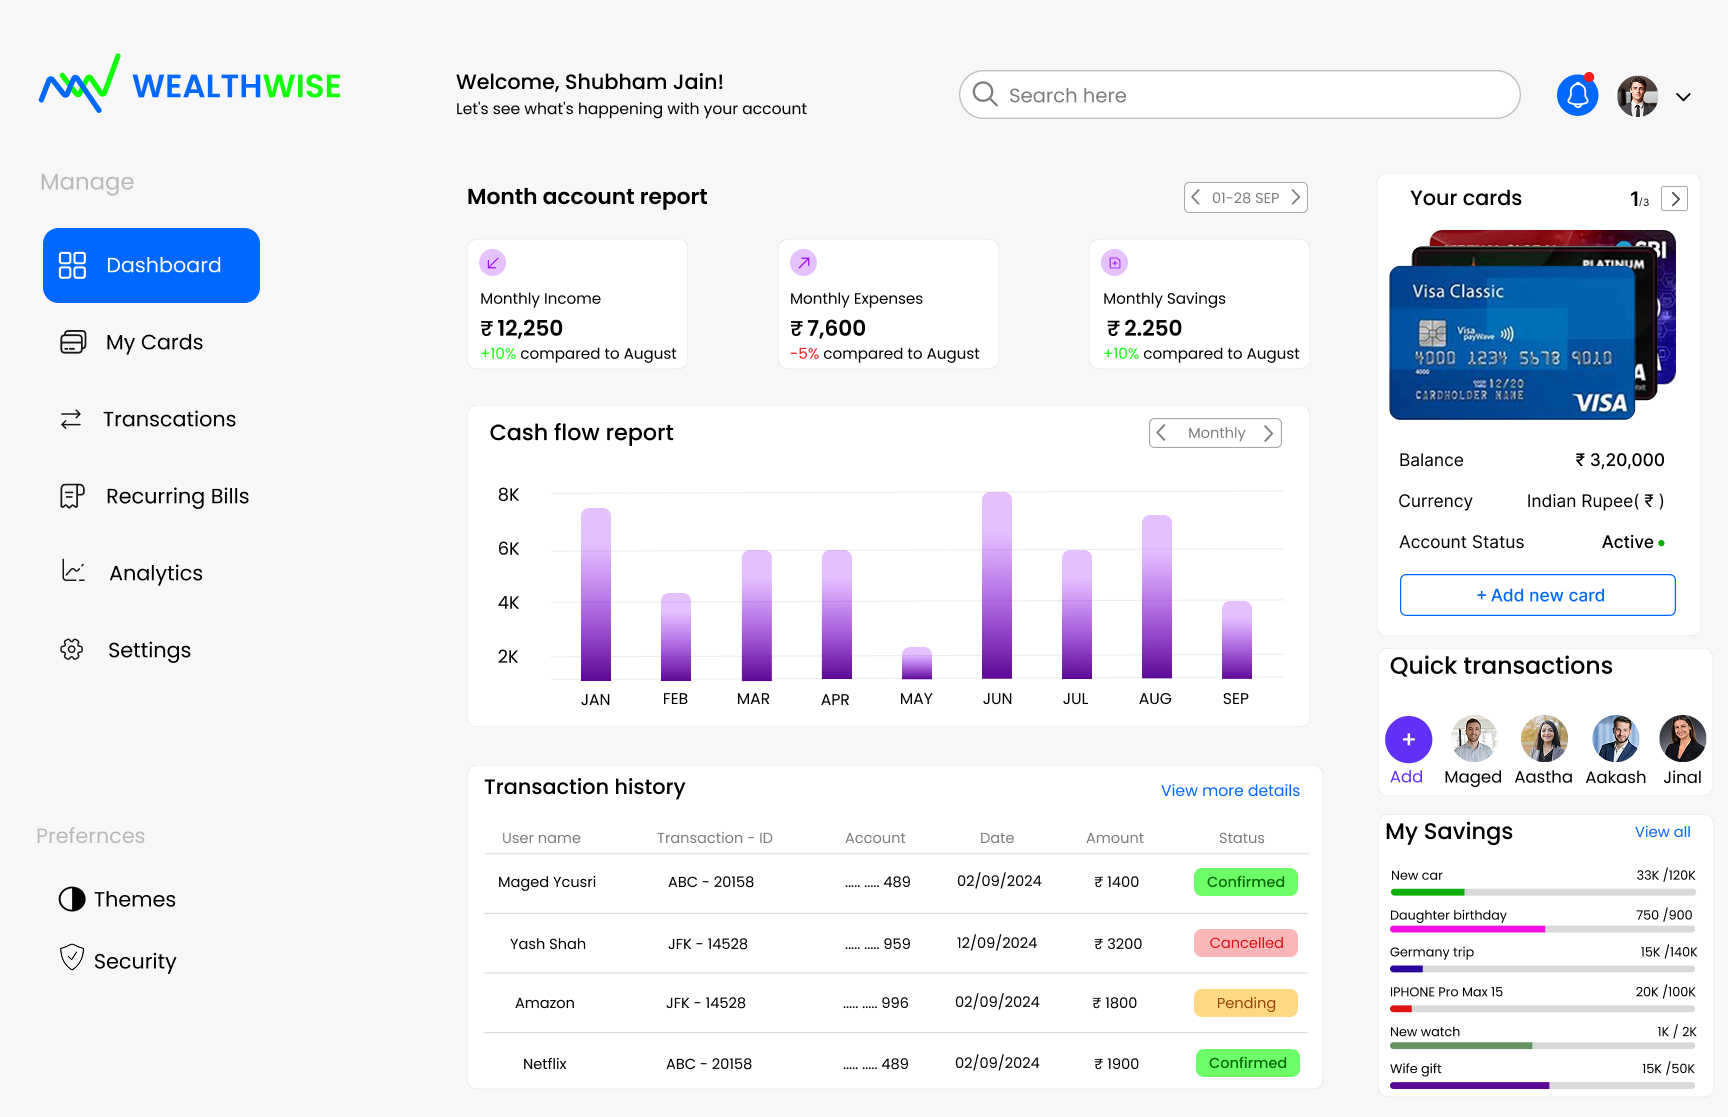 WEALTHWISE
Welcome, Shubham Jain!
Let's see what's happening with your account
Search here
Manage
Dashboard
My Cards
Transcations
Recurring Bills
Analytics
Settings
Prefernces
Themes
Security
Month account report
01-28 SEP
Monthly Income
₹ 12,250
+10% compared to August
Monthly Expenses
₹ 7,600
-5% compared to August
Monthly Savings
₹ 2.250
+10% compared to August
Cash flow report
Monthly
8K
6K
4K
2K
JAN FEB MAR APR MAY JUN JUL AUG SEP
Transaction history
View more details
User name Transaction - ID Account Date Amount Status
Maged Ycusri ABC - 20158 ..... ..... 489 02/09/2024 ₹ 1400 Confirmed
Yash Shah JFK - 14528 ..... ..... 959 12/09/2024 ₹ 3200 Cancelled
Amazon JFK - 14528 ..... ..... 996 02/09/2024 ₹ 1800 Pending
Netflix ABC - 20158 ..... ..... 489 02/09/2024 ₹ 1900 Confirmed
Your cards
1/3
SBI
PLATINUM
Visa Classic
Visa
payWave
4000 1234 5678 9010
4000
12/20
CARDHOLDER NAME
VISA
Balance ₹ 3,20,000
Currency Indian Rupee( ₹ )
Account Status Active
+ Add new card
Quick transactions
+
Add Maged Aastha Aakash Jinal
My Savings
View all
New car 33K /120K
Daughter birthday 750 /900
Germany trip 15K /140K
IPHONE Pro Max 15 20K /100K
New watch 1K / 2K
Wife gift 15K /50K